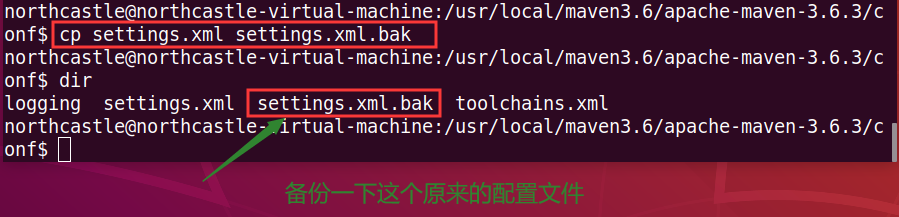 northcastle@northcastle-virtual-machine:/usr/local/maven3.6/apache-maven-3.6.3/c
onf$ cp settings.xml settings.xml.bak
northcastle@northcastle-virtual-machine:/usr/local/maven3.6/apache-maven-3.6.3/c
onf$ dir
logging  settings.xml  settings.xml.bak  toolchains.xml
northcastle@northcastle-virtual-machine:/usr/local/maven3.6/apache-maven-3.6.3/c
onf$
备份一下这个原来的配置文件